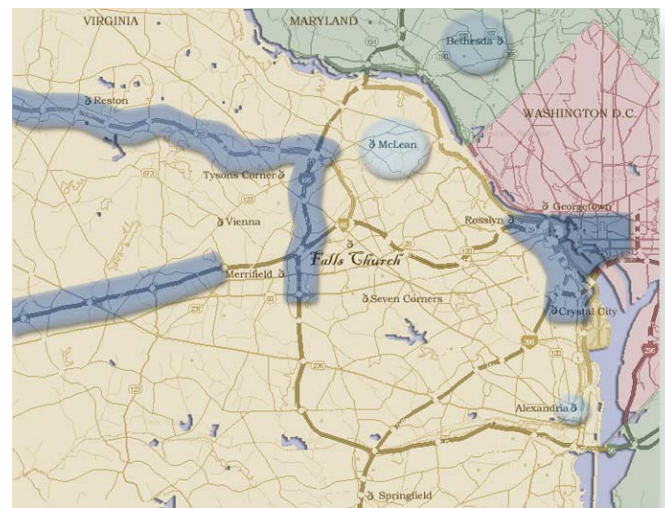 VIRGINIA
MARYLAND
191
Bethesda
Reston
WASHINGTON D.C.
McLean
Tysons Corner
Georgetown
Rosslyn
Vienna
Falls Church
Merrifield
Seven Corners
Crystal City
Alexandria
Springfield